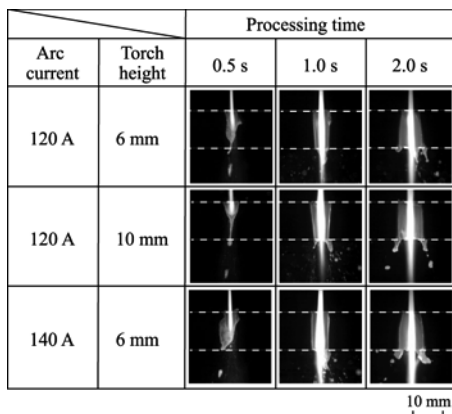 Processing time
Arc current
Torch height
0.5 s
1.0 s
2.0 s
120 A
6 mm
120 A
10 mm
140 A
6 mm
10 mm